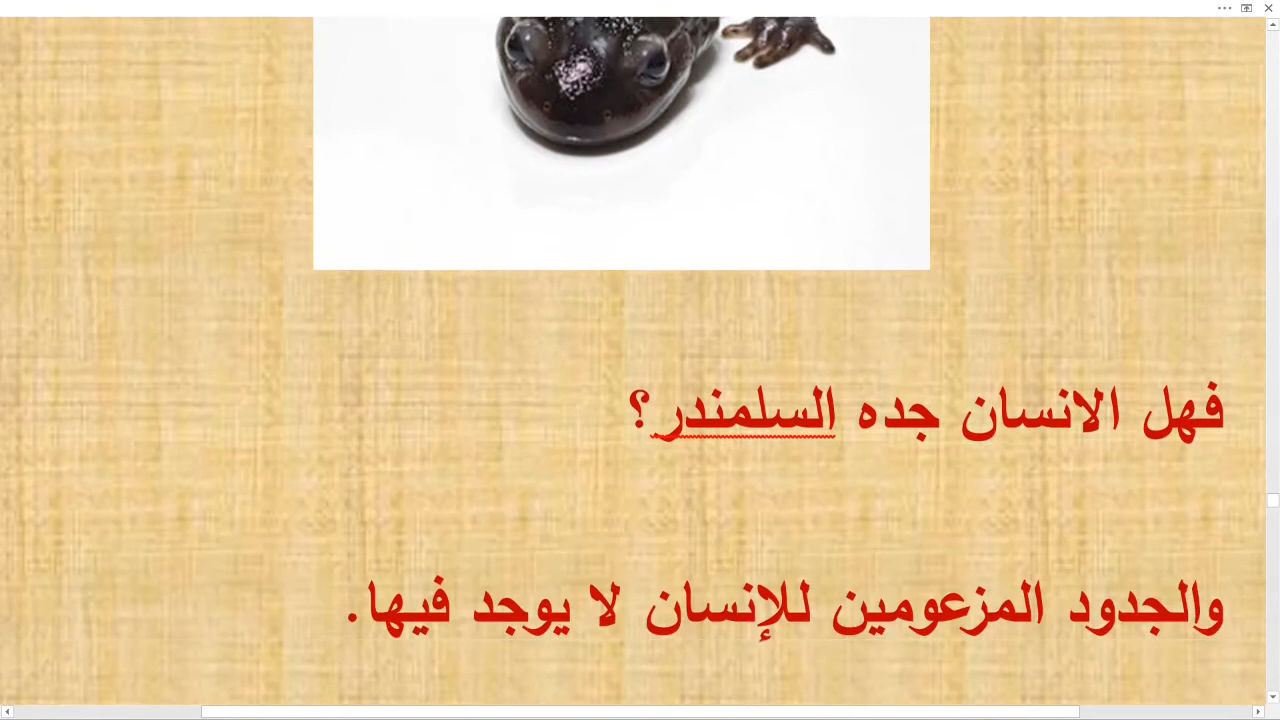 فهل الانسان جده السلمندر؟
والجدود المزعومين للإنسان لا يوجد فيها.